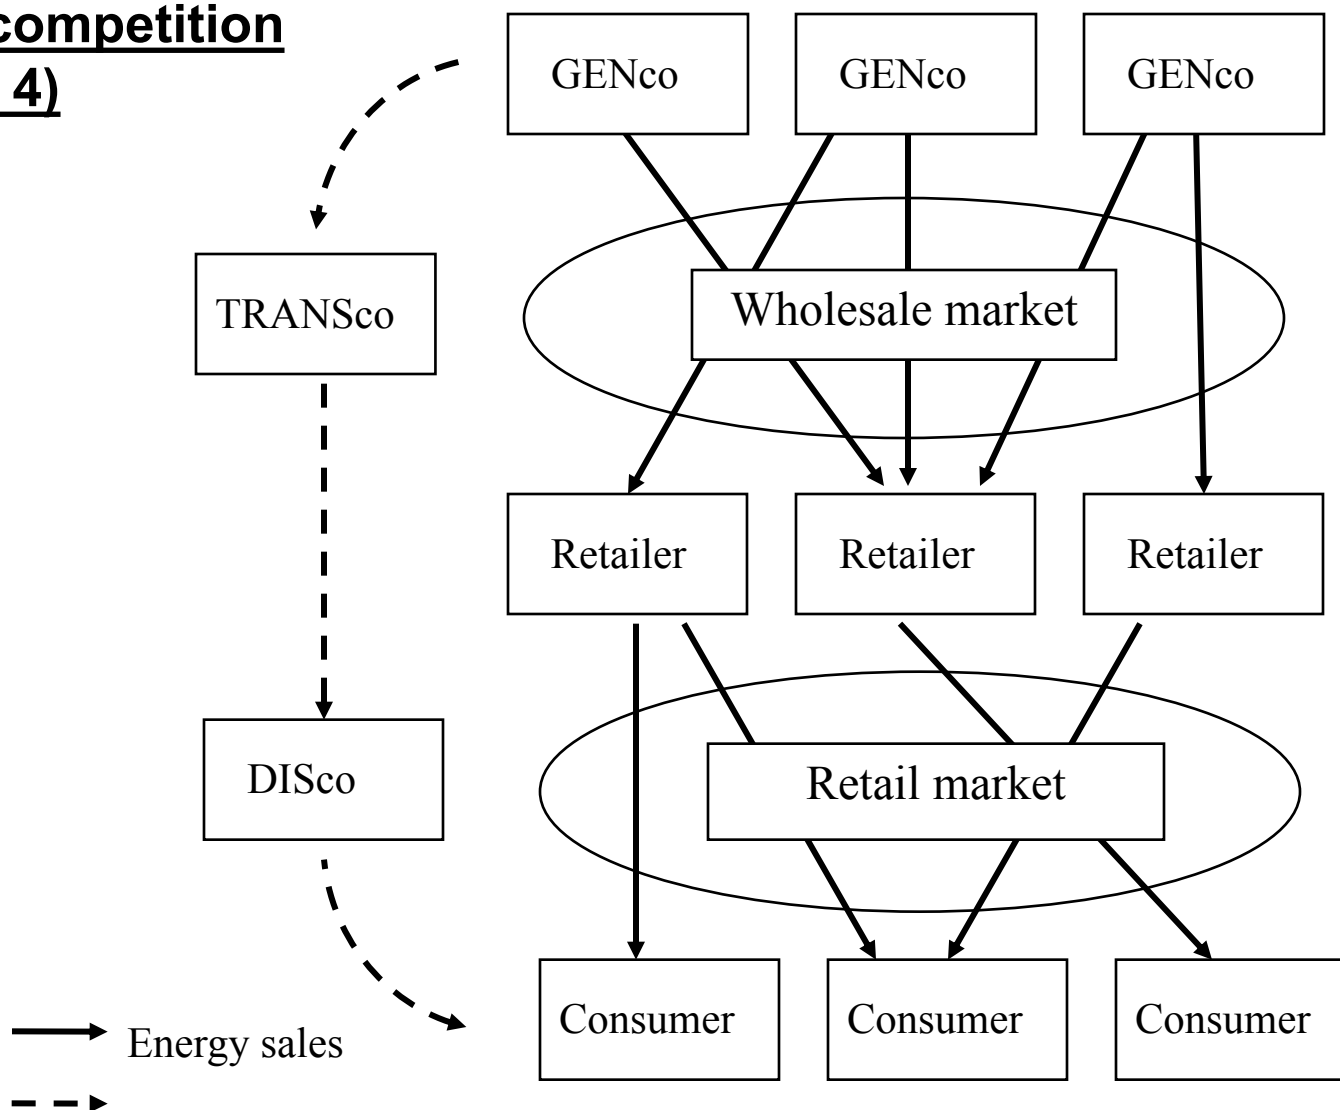 competition
4)
GENco GENco GENco
TRANSco
Wholesale market
Retailer Retailer Retailer
DISco
Retail market
Consumer Consumer Consumer
Energy sales